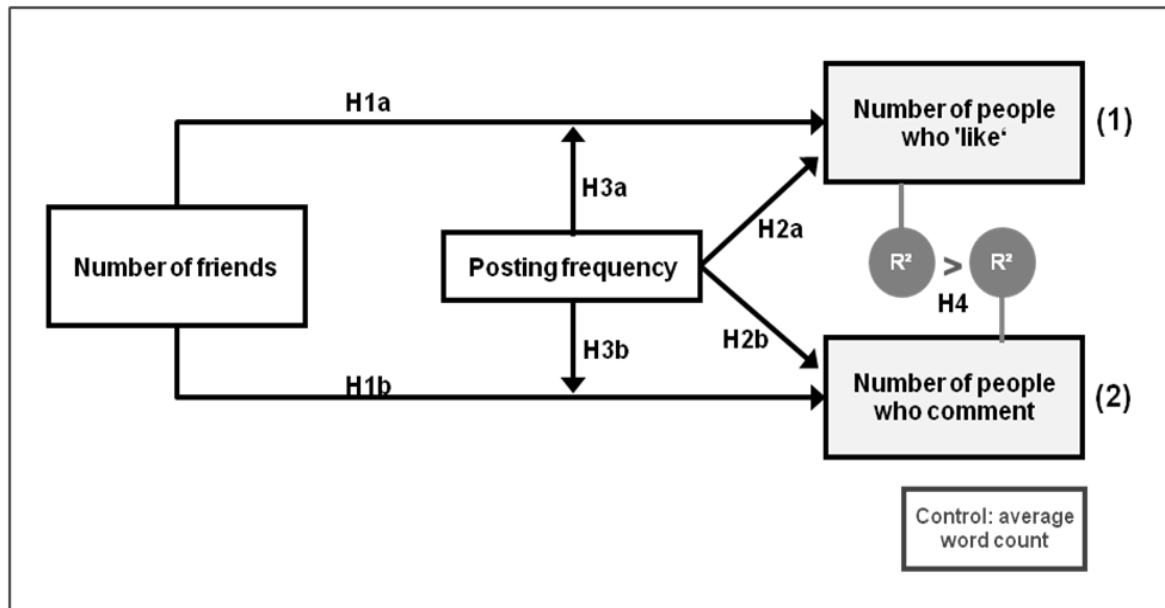 H1a
Number of people
who 'like‘
(1)
H3a
H2a
Number of friends
Posting frequency
R²
>
R²
H4
H3b
H2b
H1b
Number of people
who comment
(2)
Control: average
word count